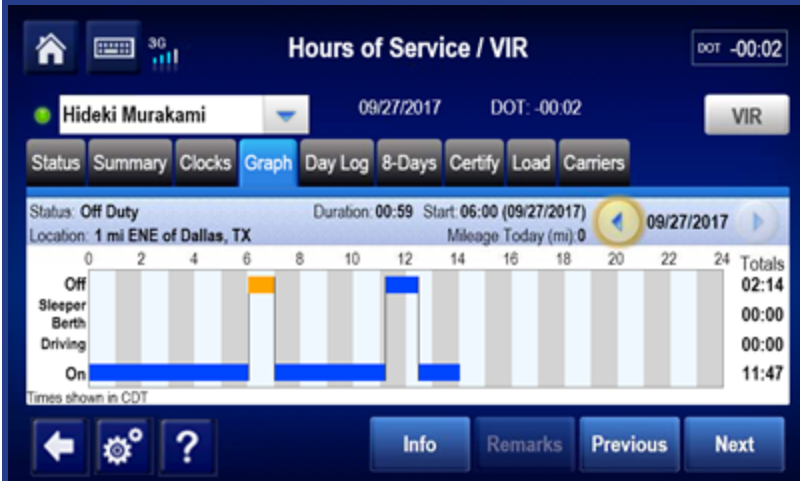 3G
Hours of Service / VIR
DOT -00:02
Hideki Murakami
09/27/2017
DOT: -00:02
VIR
Status Summary Clocks Graph Day Log 8-Days Certify Load Carriers
Status: Off Duty Duration: 00:59 Start: 06:00 (09/27/2017)
Location: 1 mi ENE of Dallas, TX Mileage Today (mi):0
09/27/2017
0 2 4 6 8 10 12 14 16 18 20 22 24 Totals
Off 02:14
Sleeper
Berth 00:00
Driving 00:00
On 11:47
Times shown in CDT
?
Info Remarks Previous Next